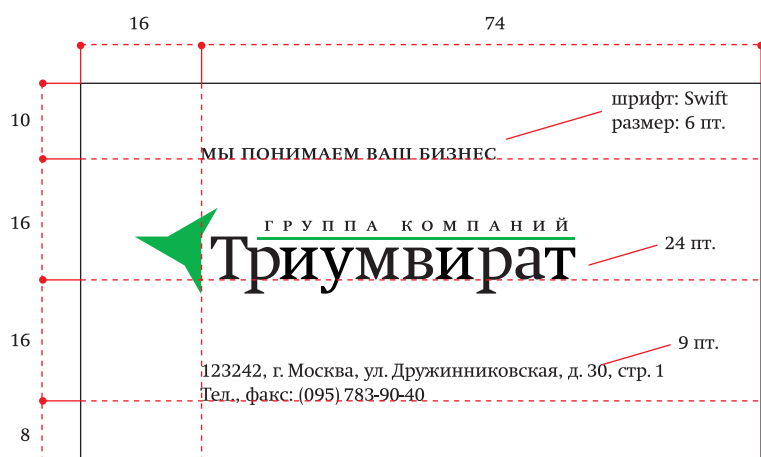 16
74
шрифт: Swift
размер: 6 пт.
10
МЫ ПОНИМАЕМ ВАШ БИЗНЕС
16
ГРУППА КОМПАНИЙ
Триумвират
24 пт.
16
9 пт.
123242, г. Москва, ул. Дружинниковская, д. 30, стр. 1
Тел., факс: (095) 783-90-40
8